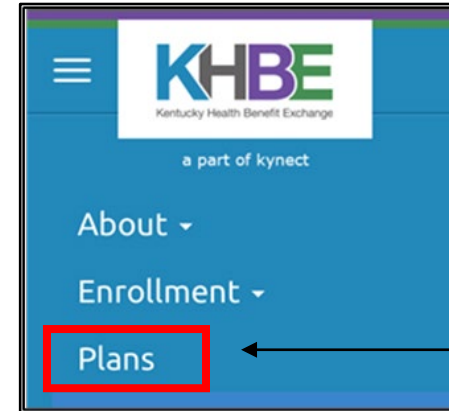 KHBE
Kentucky Health Benefit Exchange
a part of kynect
About
Enrollment
Plans